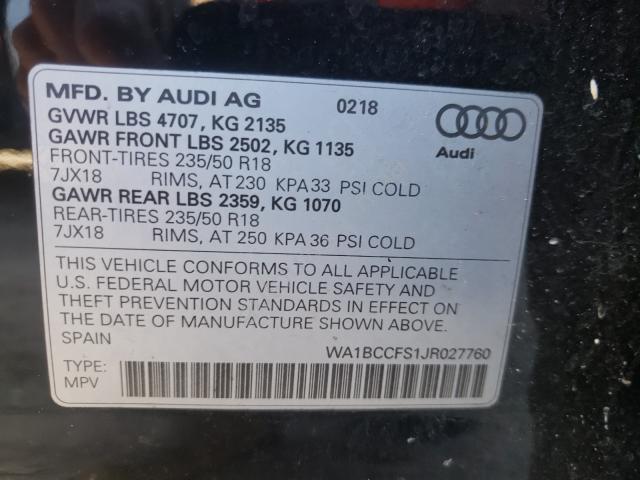 MFD. BY AUDI AG 0218
GVWR LBS 4707, KG 2135
GAWR FRONT LBS 2502, KG 1135
Audi
FRONT-TIRES 235/50 R18
7JX18 RIMS, AT 230 KPA 33 PSI COLD
GAWR REAR LBS 2359, KG 1070
REAR-TIRES 235/50 R18
7JX18 RIMS, AT 250 KPA 36 PSI COLD
THIS VEHICLE CONFORMS TO ALL APPLICABLE
U.S. FEDERAL MOTOR VEHICLE SAFETY AND
THEFT PREVENTION STANDARDS IN EFFECT ON
THE DATE OF MANUFACTURE SHOWN ABOVE.
SPAIN WA1BCCFS1JR027760
TYPE:
MPV